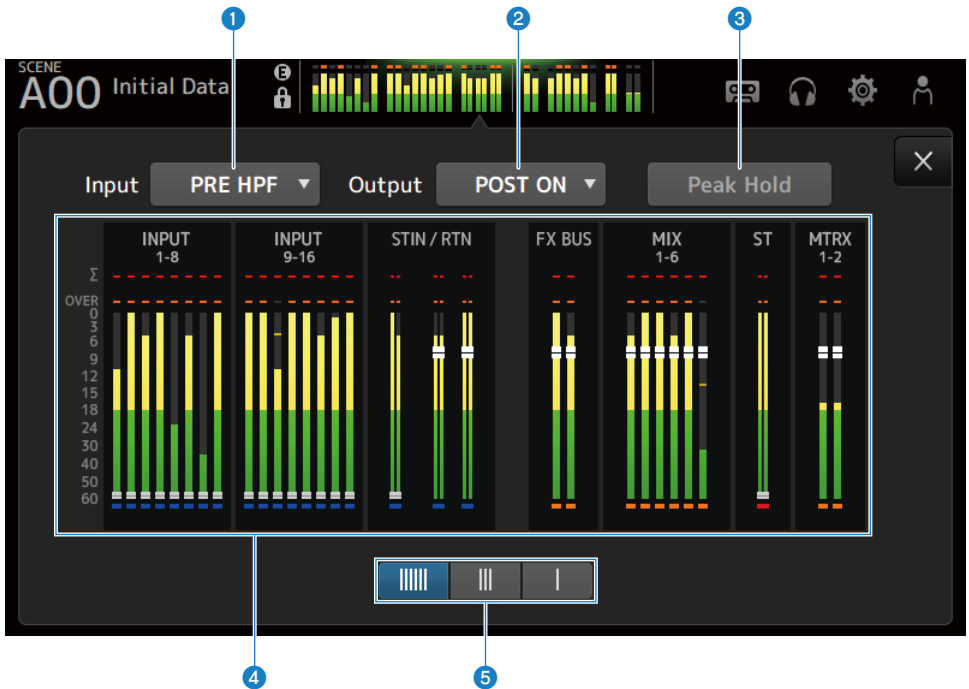 1 2 3
SCENE
A00 Initial Data E
Input PRE HPF ▼ Output POST ON ▼ Peak Hold ×
INPUT INPUT STIN / RTN FX BUS MIX ST MTRX
1-8 9-16 1-6 1-2
Σ
OVER
0
3
6
9
12
15
18
24
30
40
50
60
4 5